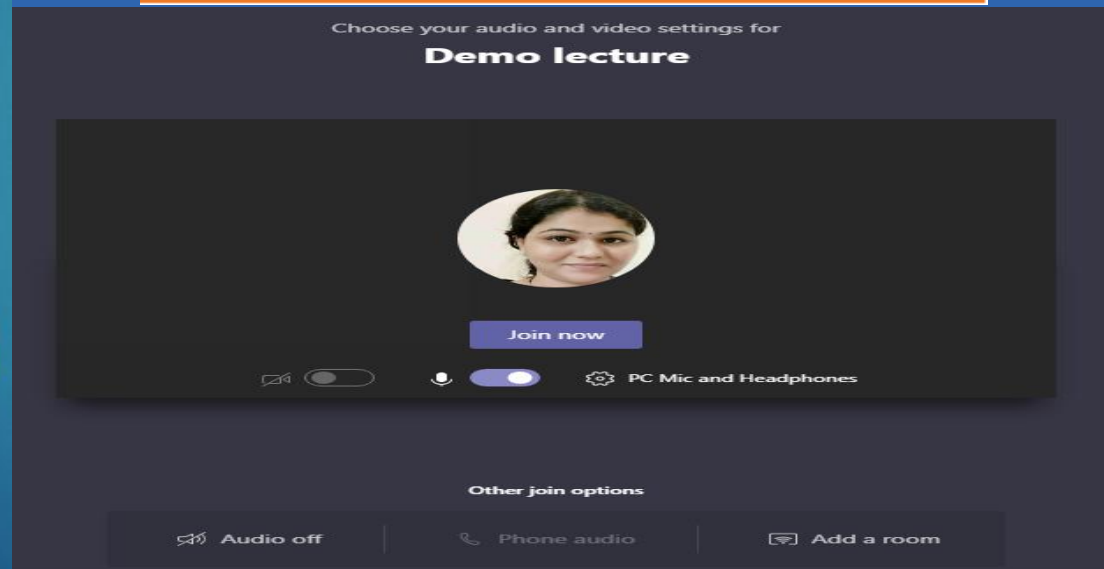 Choose your audio and video settings for
Demo lecture
Join now
PC Mic and Headphones
Other join options
Audio off
Phone audio
Add a room